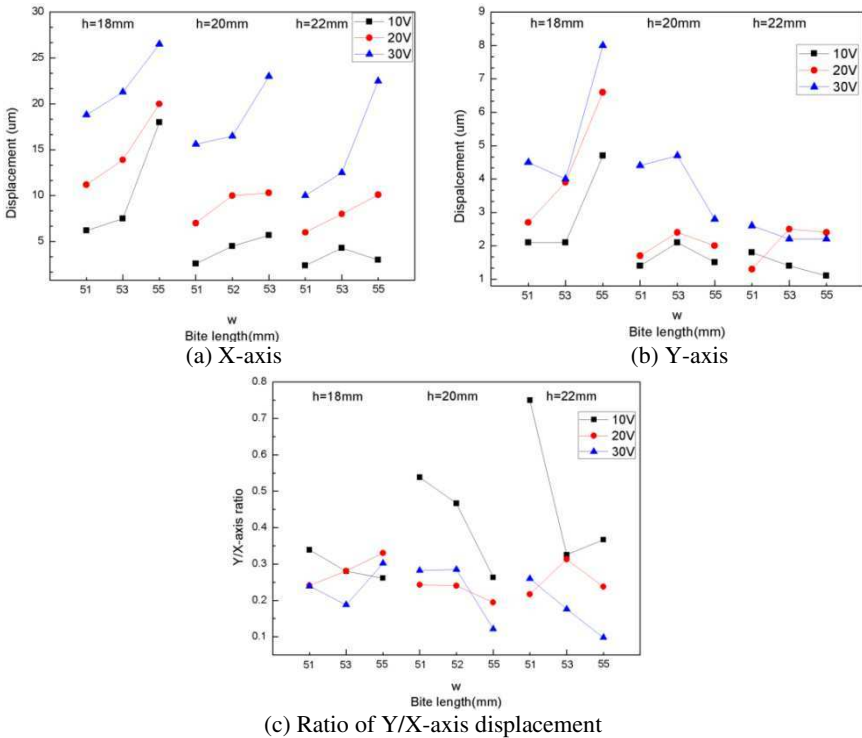 h=18mm h=20mm h=22mm
10V
20V
30V
30
25
20
15
10
5
Displacement (um)
51 53 55 51 52 53 51 53 55
w
Bite length(mm)
(a) X-axis
h=18mm h=20mm h=22mm
10V
20V
30V
9
8
7
6
5
4
3
2
1
Dispalcement (um)
51 53 55 51 53 55 51 53 55
w
Bite length(mm)
(b) Y-axis
h=18mm h=20mm h=22mm
10V
20V
30V
0.8
0.7
0.6
0.5
0.4
0.3
0.2
0.1
Y/X-axis ratio
51 53 55 51 52 55 51 53 55
w
Bite length(mm)
(c) Ratio of Y/X-axis displacement